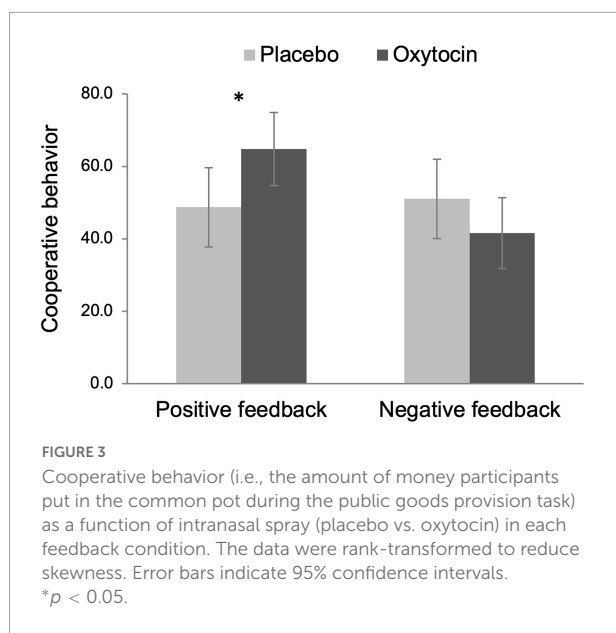 Placebo Oxytocin
80.0
*
60.0
40.0
20.0
0.0
Cooperative behavior
Positive feedback Negative feedback
FIGURE 3
Cooperative behavior (i.e., the amount of money participants
put in the common pot during the public goods provision task)
as a function of intranasal spray (placebo vs. oxytocin) in each
feedback condition. The data were rank-transformed to reduce
skewness. Error bars indicate 95% confidence intervals.
*p < 0.05.